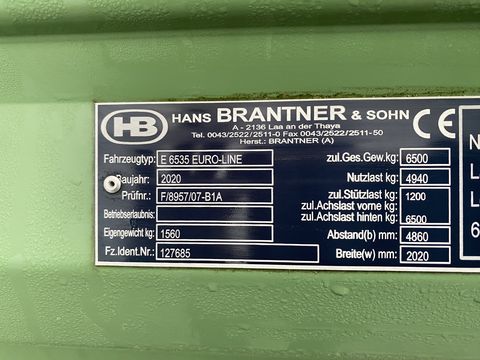 HB HANS BRANTNER & SOHN CE
A - 2136 Laa an der Thaya
Tel. 0043/2522/2511-0 Fax 0043/2522/2511-50
Herst.: BRANTNER (A)
Fahrzeugtyp: E 6535 EURO-LINE
Baujahr: 2020
Prüfnr.: F/8957/07-B1A
Betriebserlaubnis:
Eigengewicht kg: 1560
Fz.Ident.Nr.: 127685
zul.Ges.Gew.kg: 6500
Nutzlast kg: 4940
zul.Stützlast kg: 1200
zul.Achslast vorne kg:
zul.Achslast hinten kg: 6500
Abstand(b) mm: 4860
Breite(w) mm: 2020
N
L
L
6